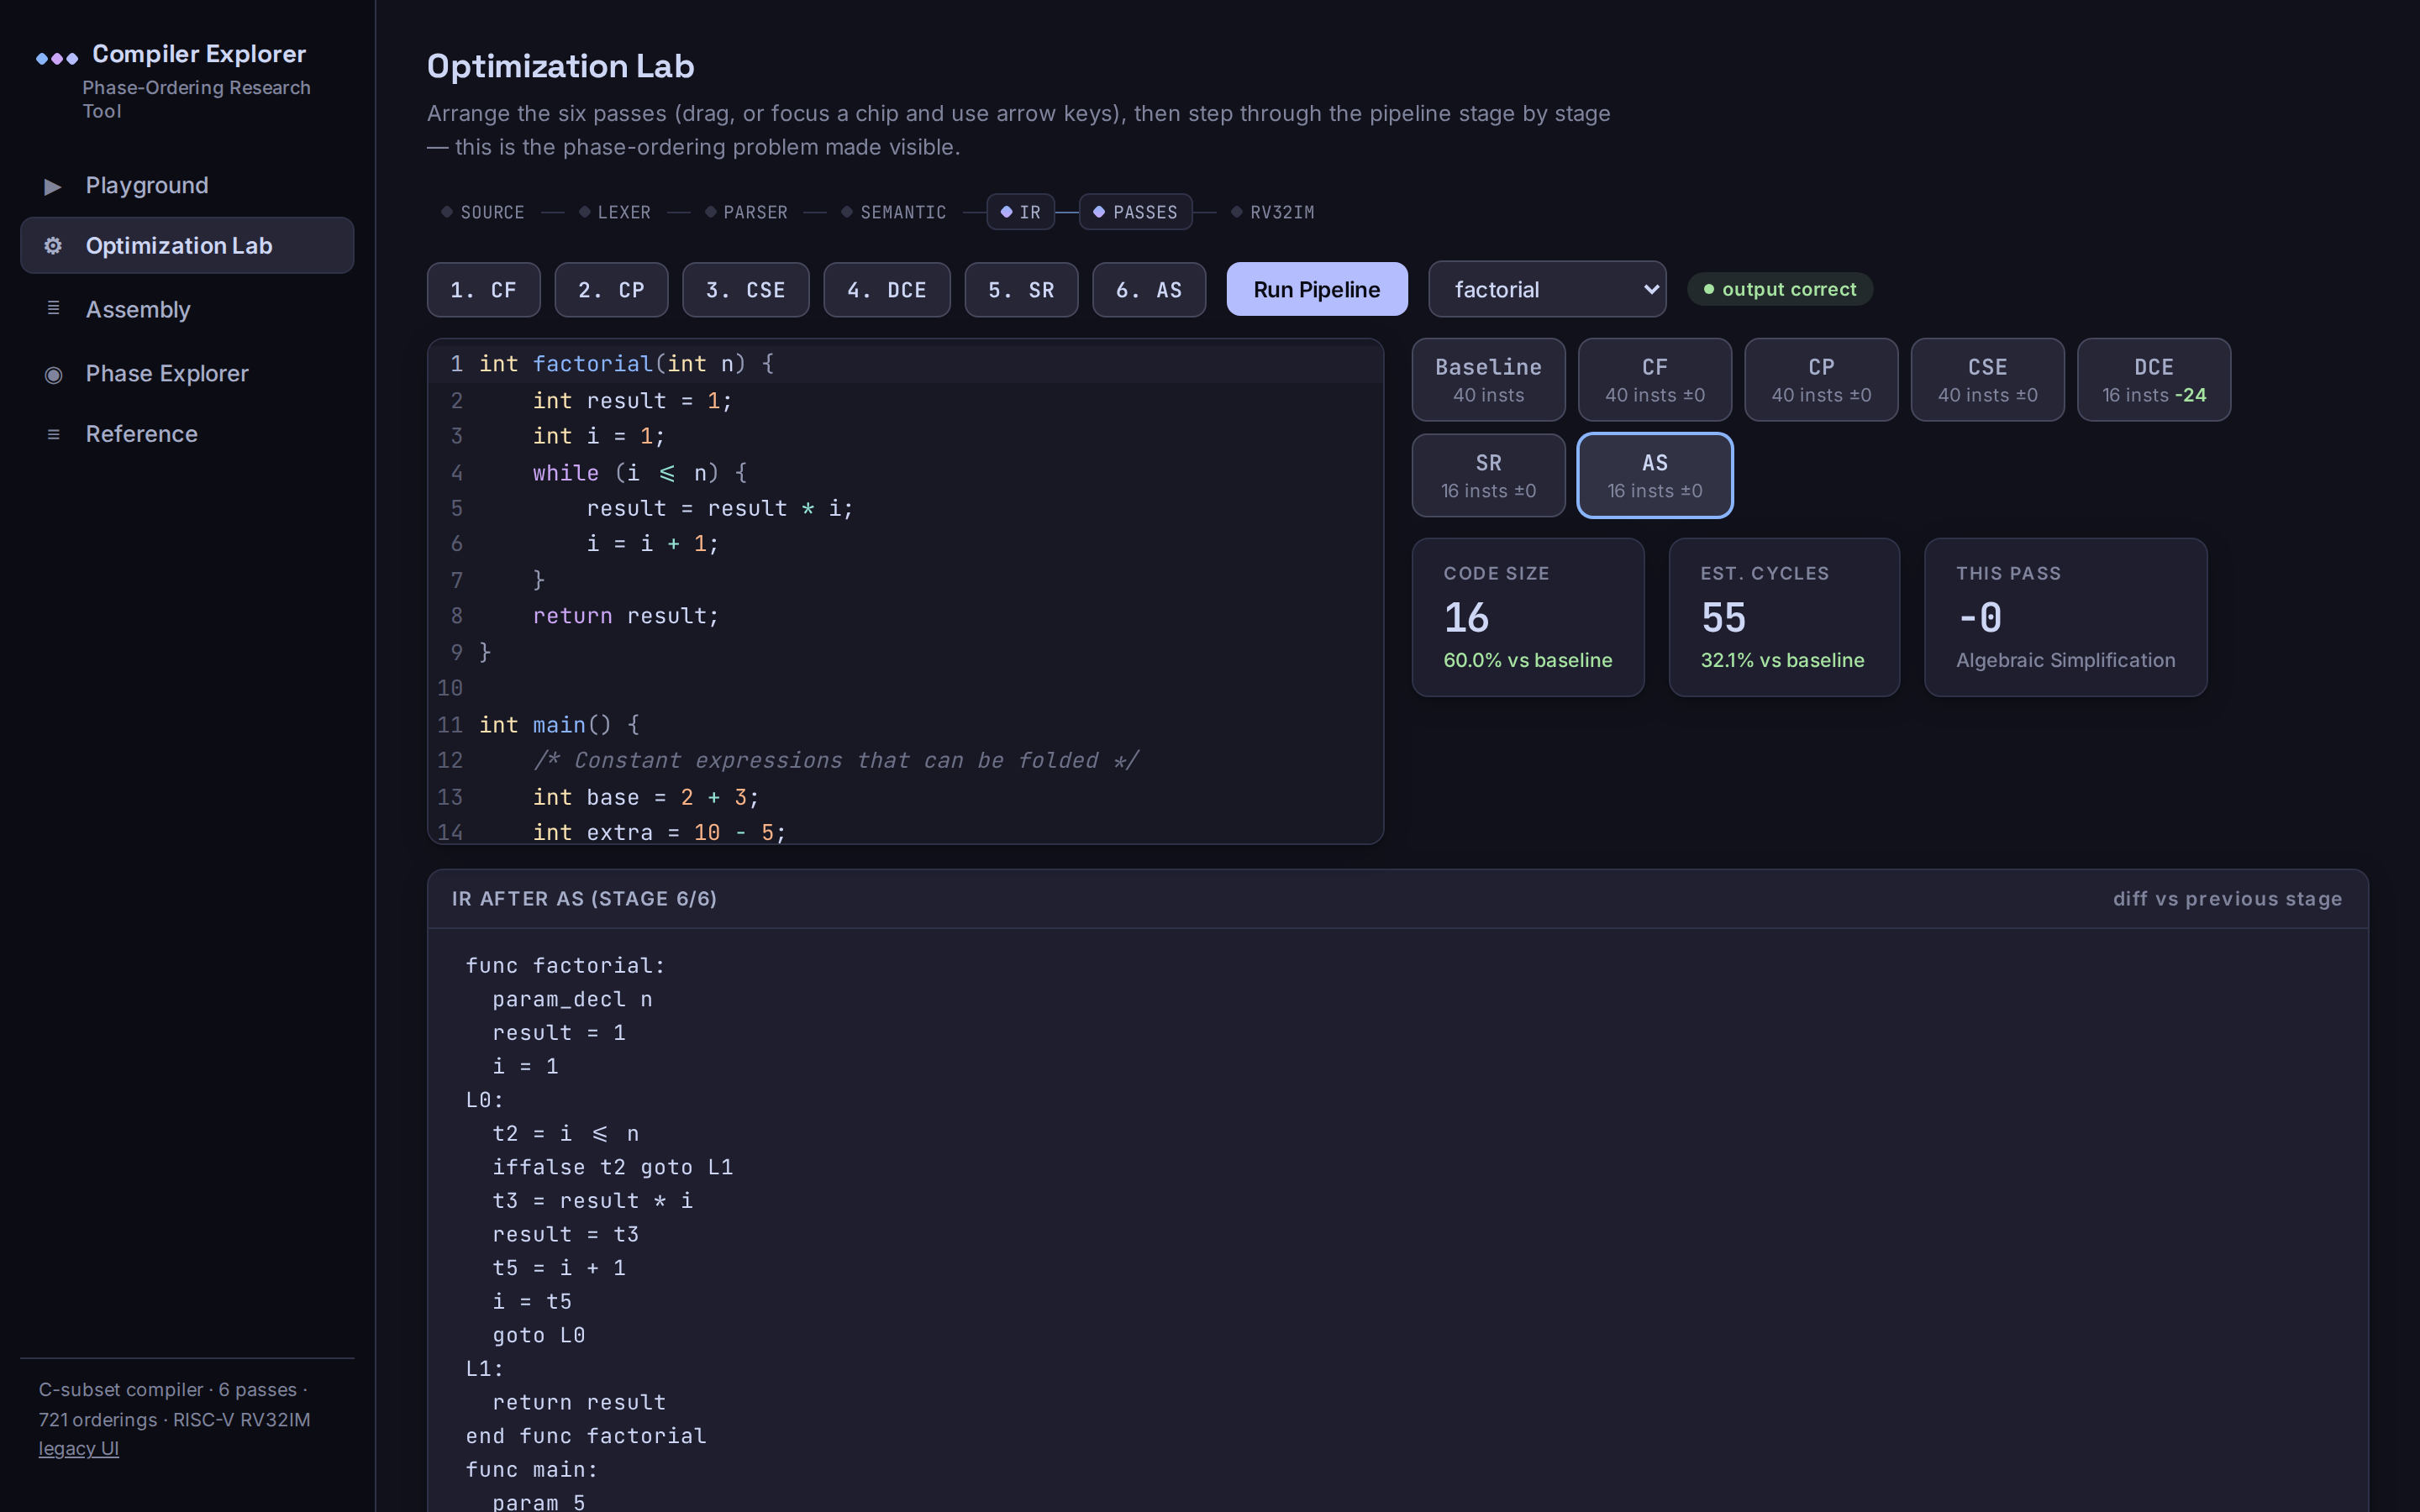 Compiler Explorer
Phase-Ordering Research
Tool
▶ Playground
⚙ Optimization Lab
≣ Assembly
◉ Phase Explorer
≡ Reference
C-subset compiler · 6 passes ·
721 orderings · RISC-V RV32IM
legacy UI
Optimization Lab
Arrange the six passes (drag, or focus a chip and use arrow keys), then step through the pipeline stage by stage
— this is the phase-ordering problem made visible.
SOURCE LEXER PARSER SEMANTIC IR PASSES RV32IM
1. CF 2. CP 3. CSE 4. DCE 5. SR 6. AS Run Pipeline factorial output correct
1 int factorial(int n) {
2     int result = 1;
3     int i = 1;
4     while (i ≤ n) {
5         result = result * i;
6         i = i + 1;
7     }
8     return result;
9 }
10
11 int main() {
12     /* Constant expressions that can be folded */
13     int base = 2 + 3;
14     int extra = 10 - 5;
Baseline CF CP CSE DCE
40 insts 40 insts ±0 40 insts ±0 40 insts ±0 16 insts -24
SR AS
16 insts ±0 16 insts ±0
CODE SIZE EST. CYCLES THIS PASS
16 55 -0
60.0% vs baseline 32.1% vs baseline Algebraic Simplification
IR AFTER AS (STAGE 6/6) diff vs previous stage
func factorial:
  param_decl n
  result = 1
  i = 1
L0:
  t2 = i ≤ n
  iffalse t2 goto L1
  t3 = result * i
  result = t3
  t5 = i + 1
  i = t5
  goto L0
L1:
  return result
end func factorial
func main:
  param 5